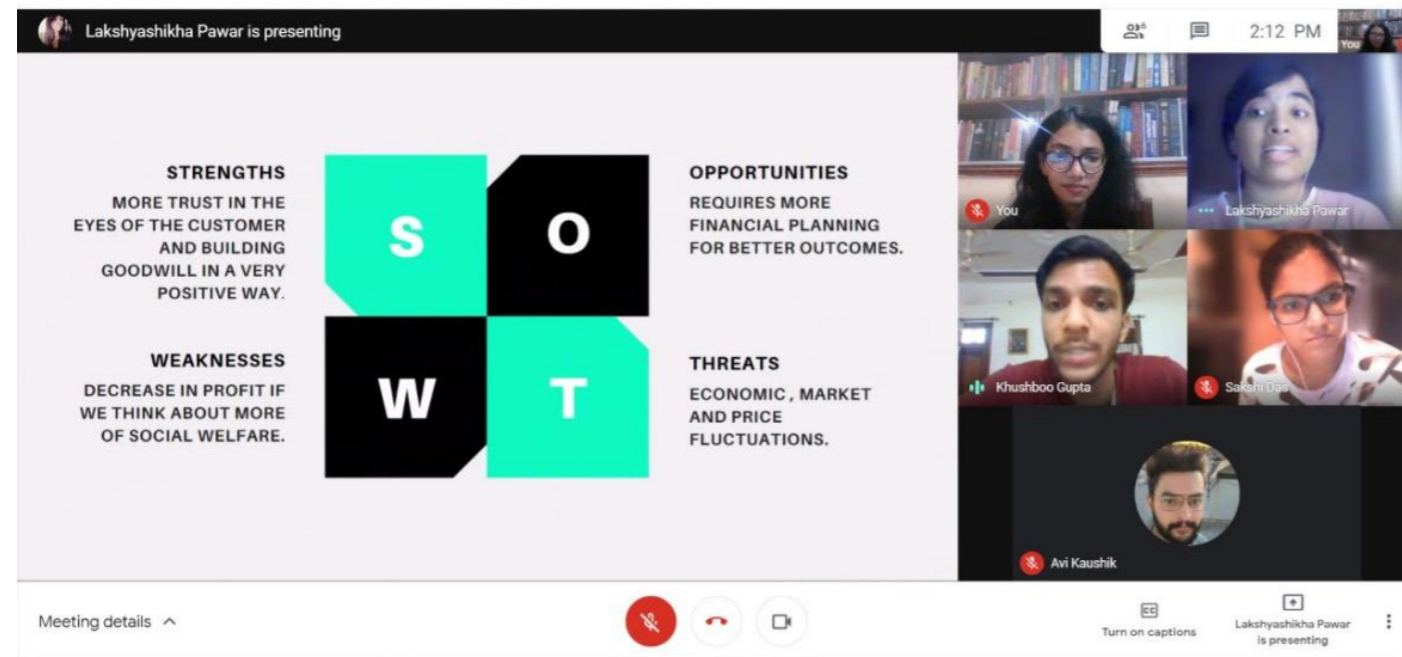 Lakshyashikha Pawar is presenting
6
2:12 PM
You
STRENGTHS
MORE TRUST IN THE
EYES OF THE CUSTOMER
AND BUILDING
GOODWILL IN A VERY
POSITIVE WAY.
S
O
OPPORTUNITIES
REQUIRES MORE
FINANCIAL PLANNING
FOR BETTER OUTCOMES.
WEAKNESSES
DECREASE IN PROFIT IF
WE THINK ABOUT MORE
OF SOCIAL WELFARE.
W
T
THREATS
ECONOMIC , MARKET
AND PRICE
FLUCTUATIONS.
You
Lakshyashikha Pawar
Khushboo Gupta
Sakshi Das
Avi Kaushik
Meeting details
CC
Turn on captions
Lakshyashikha Pawar
is presenting